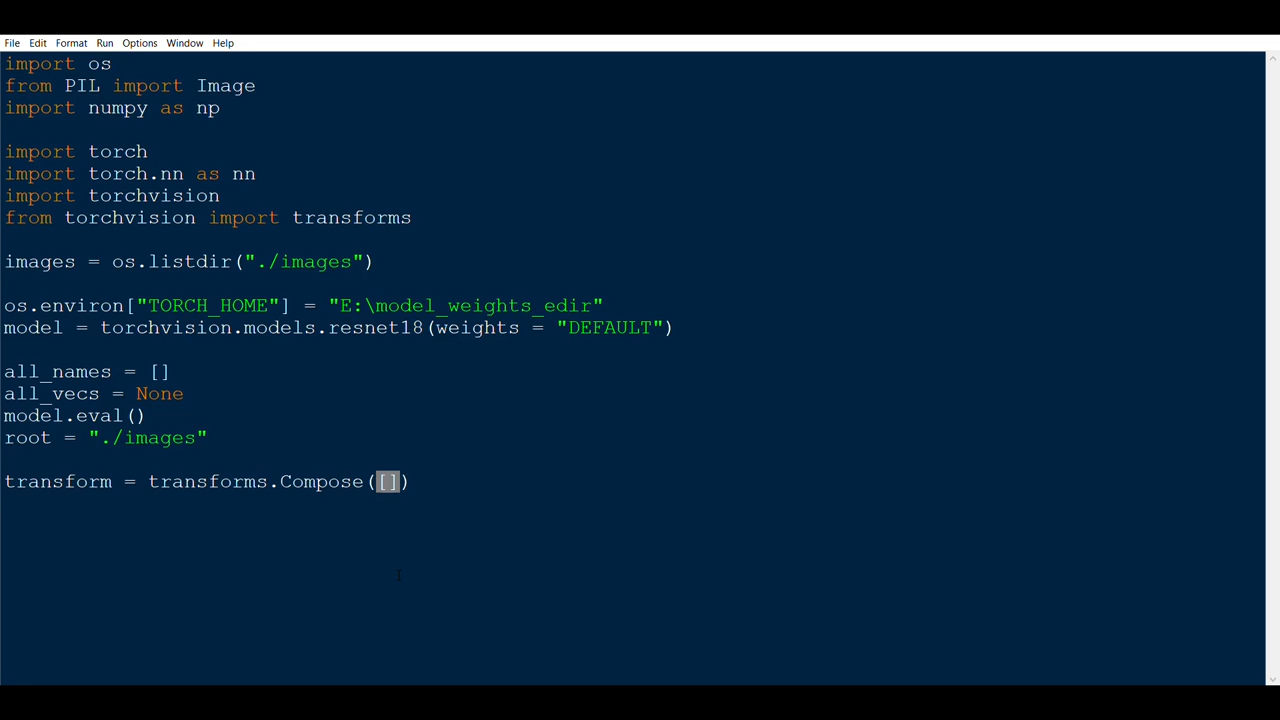 File Edit Format Run Options Window Help
import os
from PIL import Image
import numpy as np
import torch
import torch.nn as nn
import torchvision
from torchvision import transforms
images = os.listdir("./images")
os.environ["TORCH_HOME"] = "E:\model_weights_edir"
model = torchvision.models.resnet18(weights = "DEFAULT")
all_names = []
all_vecs = None
model.eval()
root = "./images"
transform = transforms.Compose([])